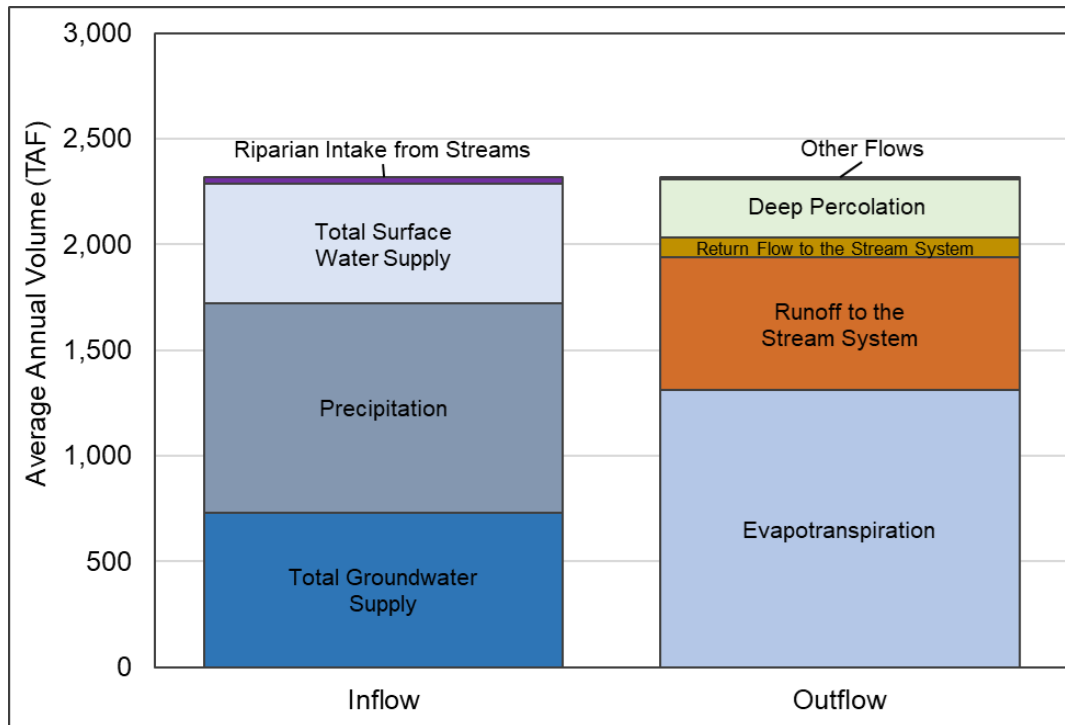 Average Annual Volume (TAF)
3,000
2,500
2,000
1,500
1,000
500
0
Riparian Intake from Streams
Total Surface
Water Supply
Precipitation
Total Groundwater
Supply
Other Flows
Deep Percolation
Return Flow to the Stream System
Runoff to the
Stream System
Evapotranspiration
Inflow
Outflow